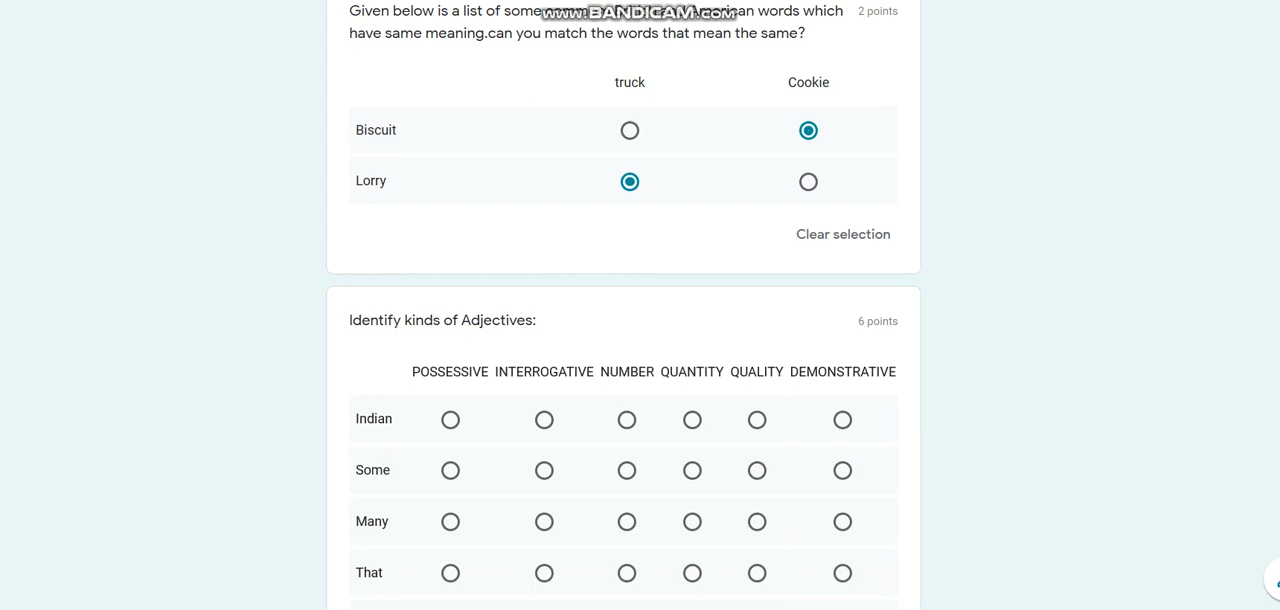 Given below is a list of some American words which
2 points
www.BANDICAM.com
have same meaning.can you match the words that mean the same?
truck Cookie
Biscuit
Lorry
Clear selection
Identify kinds of Adjectives:
6 points
POSSESSIVE INTERROGATIVE NUMBER QUANTITY QUALITY DEMONSTRATIVE
Indian
Some
Many
That